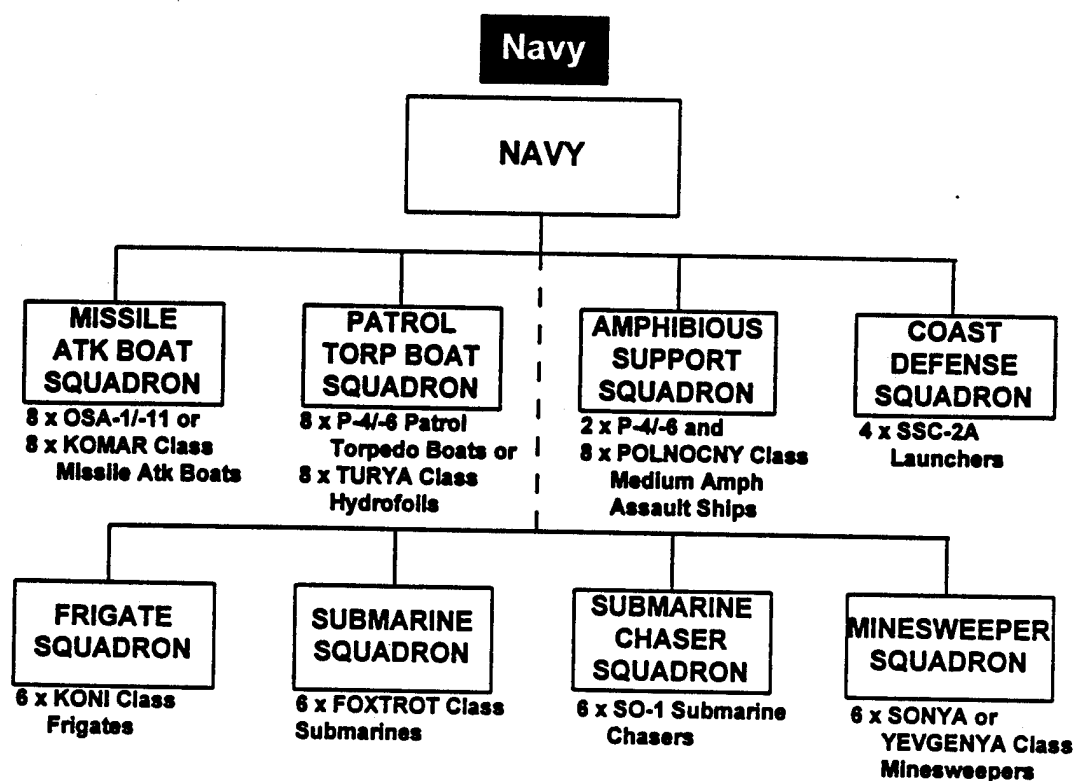 Navy
NAVY
MISSILE
ATK BOAT
SQUADRON
8 x OSA-1/-11 or
8 x KOMAR Class
Missile Atk Boats
PATROL
TORP BOAT
SQUADRON
8 x P-4/-6 Patrol
Torpedo Boats or
8 x TURYA Class
Hydrofoils
AMPHIBIOUS
SUPPORT
SQUADRON
2 x P-4/-6 and
8 x POLNOCNY Class
Medium Amph
Assault Ships
COAST
DEFENSE
SQUADRON
4 x SSC-2A
Launchers
FRIGATE
SQUADRON
6 x KONI Class
Frigates
SUBMARINE
SQUADRON
6 x FOXTROT Class
Submarines
SUBMARINE
CHASER
SQUADRON
6 x SO-1 Submarine
Chasers
MINESWEEPER
SQUADRON
6 x SONYA or
YEVGENYA Class
Minesweepers